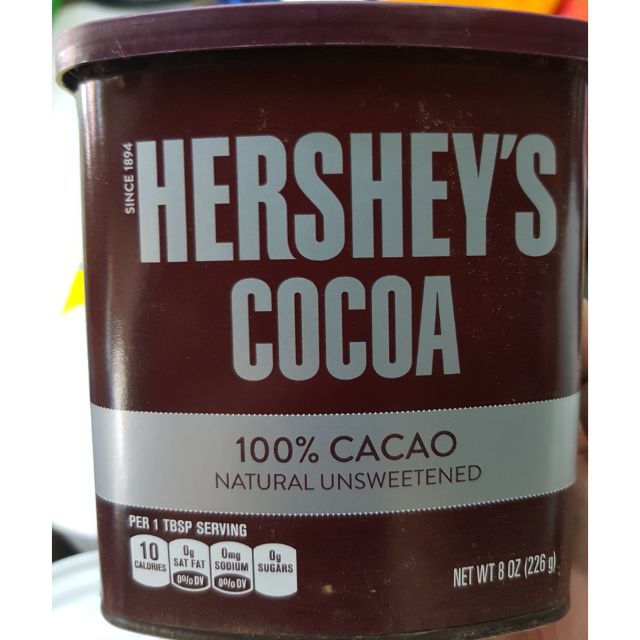 SINCE 1894
HERSHEY'S
COCOA
100% CACAO
NATURAL UNSWEETENED
PER 1 TBSP SERVING
10 CALORIES
0g SAT FAT 0% DV
0mg SODIUM 0% DV
0g SUGARS
NET WT 8 OZ (226 g)